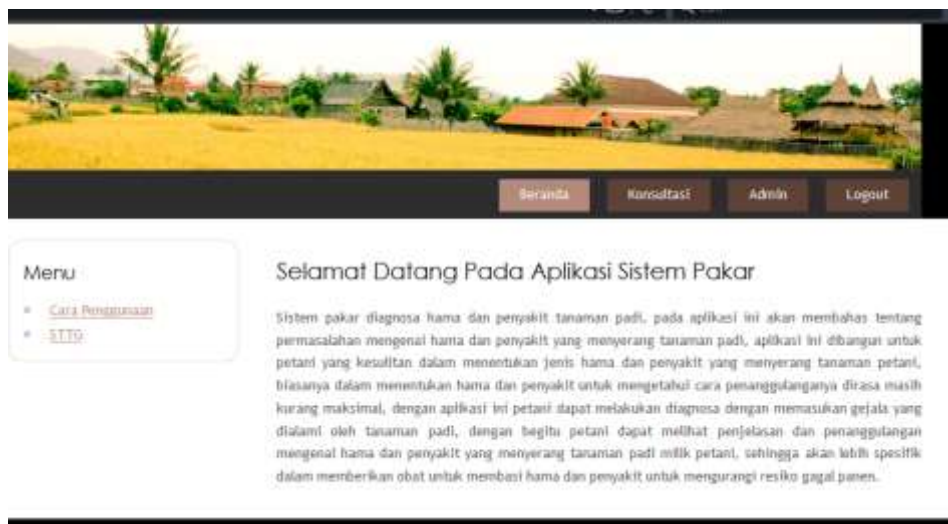 Beranda Konsultasi Admin Logout
Menu
Cara Penggunaan
STTG
Selamat Datang Pada Aplikasi Sistem Pakar
Sistem pakar diagnosa hama dan penyakit tanaman padi, pada aplikasi ini akan membahas tentang
permasalahan mengenai hama dan penyakit yang menyerang tanaman padi, aplikasi ini dibangun untuk
petani yang kesulitan dalam menentukan jenis hama dan penyakit yang menyerang tanaman petani,
biasanya dalam menentukan hama dan penyakit untuk mengetahui cara penanggulanganya dirasa masih
kurang maksimal, dengan aplikasi ini petani dapat melakukan diagnosa dengan memasukan gejala yang
dialami oleh tanaman padi, dengan begitu petani dapat melihat penjelasan dan penanggulangan
mengenai hama dan penyakit yang menyerang tanaman padi milik petani, sehingga akan lebih spesifik
dalam memberikan obat untuk membasi hama dan penyakit untuk mengurangi resiko gagal panen.